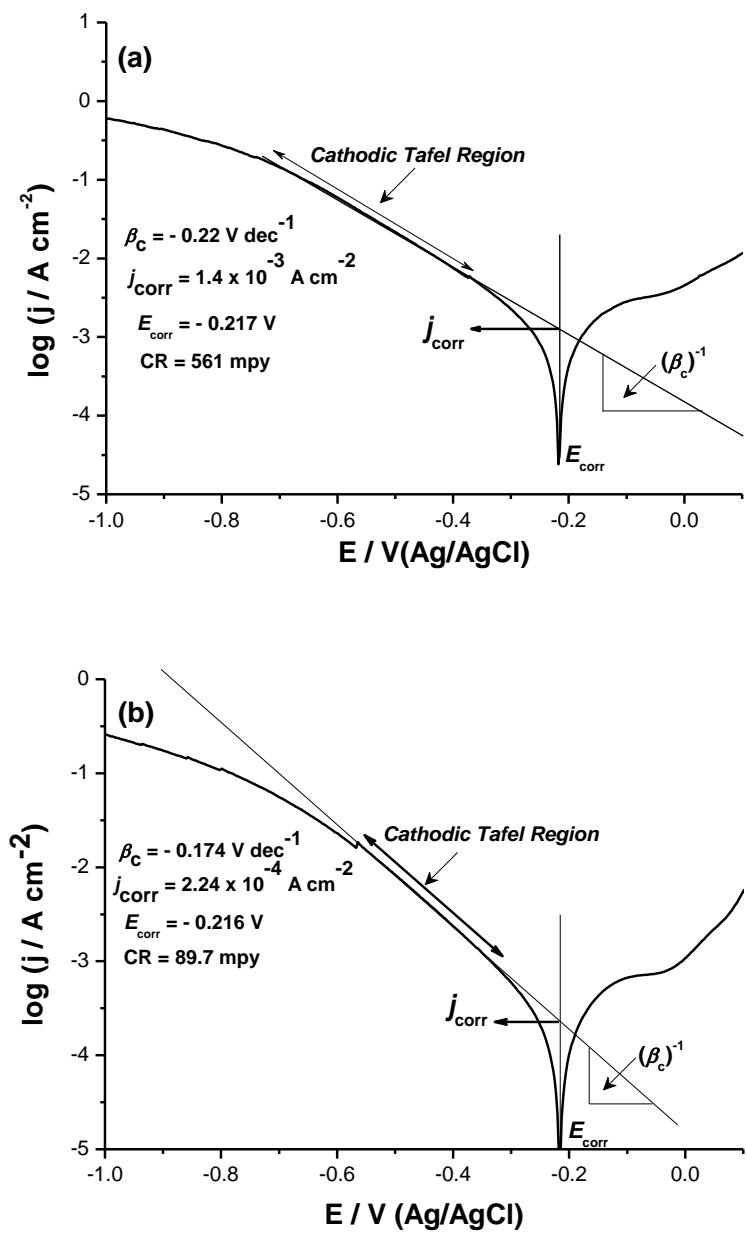 (a)
Cathodic Tafel Region
βc = - 0.22 V dec-1
jcorr = 1.4 x 10-3 A cm-2
Ecorr = - 0.217 V
CR = 561 mpy
jcorr
(βc)-1
Ecorr
log (j / A cm-2)
1
0
-1
-2
-3
-4
-5
-1.0 -0.8 -0.6 -0.4 -0.2 0.0
E / V(Ag/AgCl)
(b)
Cathodic Tafel Region
βc = - 0.174 V dec-1
jcorr = 2.24 x 10-4 A cm-2
Ecorr = - 0.216 V
CR = 89.7 mpy
jcorr
(βc)-1
Ecorr
log (j / A cm-2)
0
-1
-2
-3
-4
-5
-1.0 -0.8 -0.6 -0.4 -0.2 0.0
E / V (Ag/AgCl)